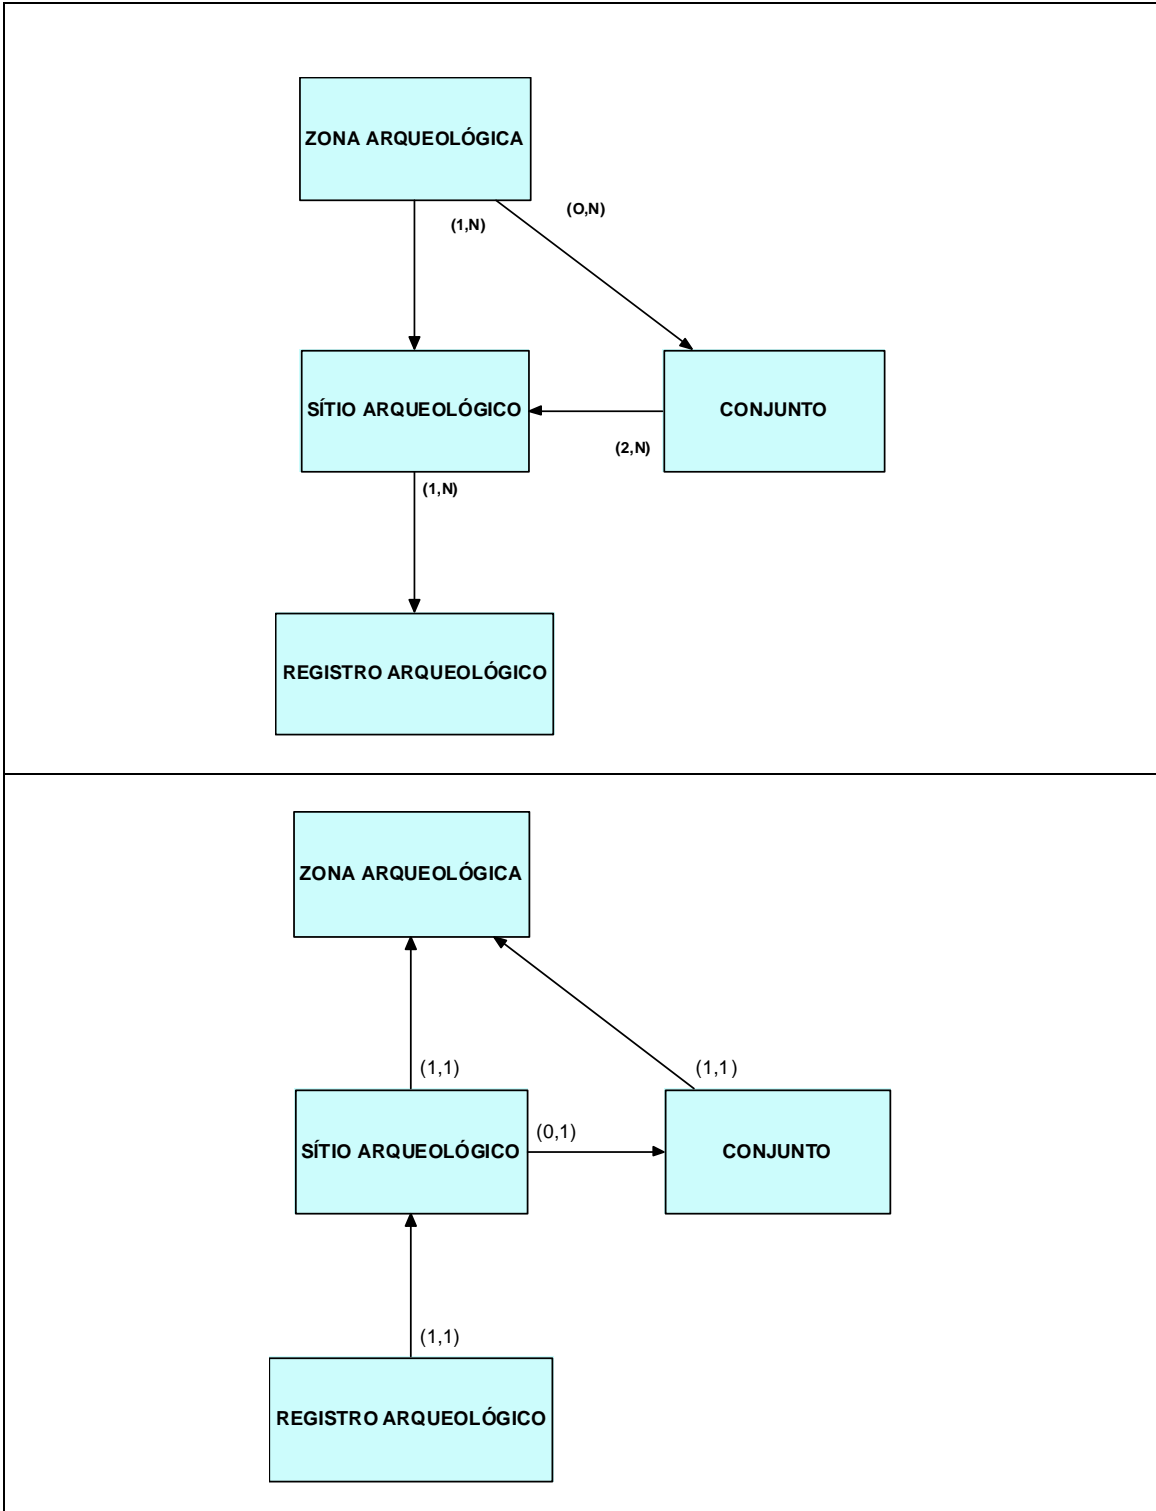 ZONA ARQUEOLÓGICA
(O,N)
(1,N)
SÍTIO ARQUEOLÓGICO
CONJUNTO
(2,N)
(1,N)
REGISTRO ARQUEOLÓGICO
ZONA ARQUEOLÓGICA
(1,1)
(1,1)
(0,1)
SÍTIO ARQUEOLÓGICO
CONJUNTO
(1,1)
REGISTRO ARQUEOLÓGICO